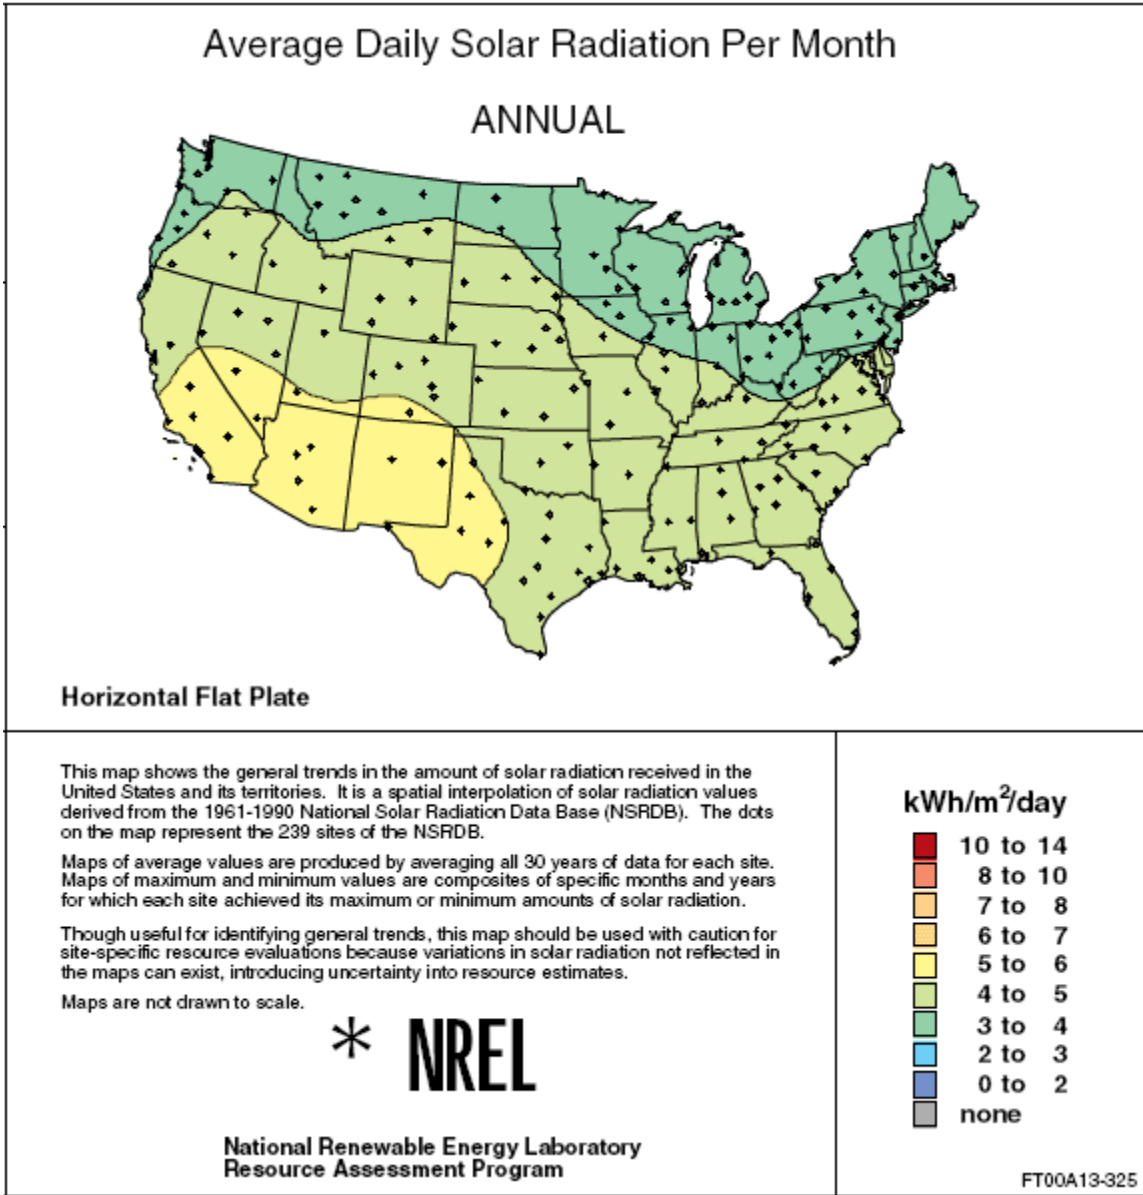 Average Daily Solar Radiation Per Month
ANNUAL
Horizontal Flat Plate
This map shows the general trends in the amount of solar radiation received in the
United States and its territories. It is a spatial interpolation of solar radiation values
derived from the 1961-1990 National Solar Radiation Data Base (NSRDB). The dots
on the map represent the 239 sites of the NSRDB.
Maps of average values are produced by averaging all 30 years of data for each site.
Maps of maximum and minimum values are composites of specific months and years
for which each site achieved its maximum or minimum amounts of solar radiation.
Though useful for identifying general trends, this map should be used with caution for
site-specific resource evaluations because variations in solar radiation not reflected in
the maps can exist, introducing uncertainty into resource estimates.
Maps are not drawn to scale.
* NREL
National Renewable Energy Laboratory
Resource Assessment Program
kWh/m²/day
10 to 14
8 to 10
7 to 8
6 to 7
5 to 6
4 to 5
3 to 4
2 to 3
0 to 2
none
FT00A13-325